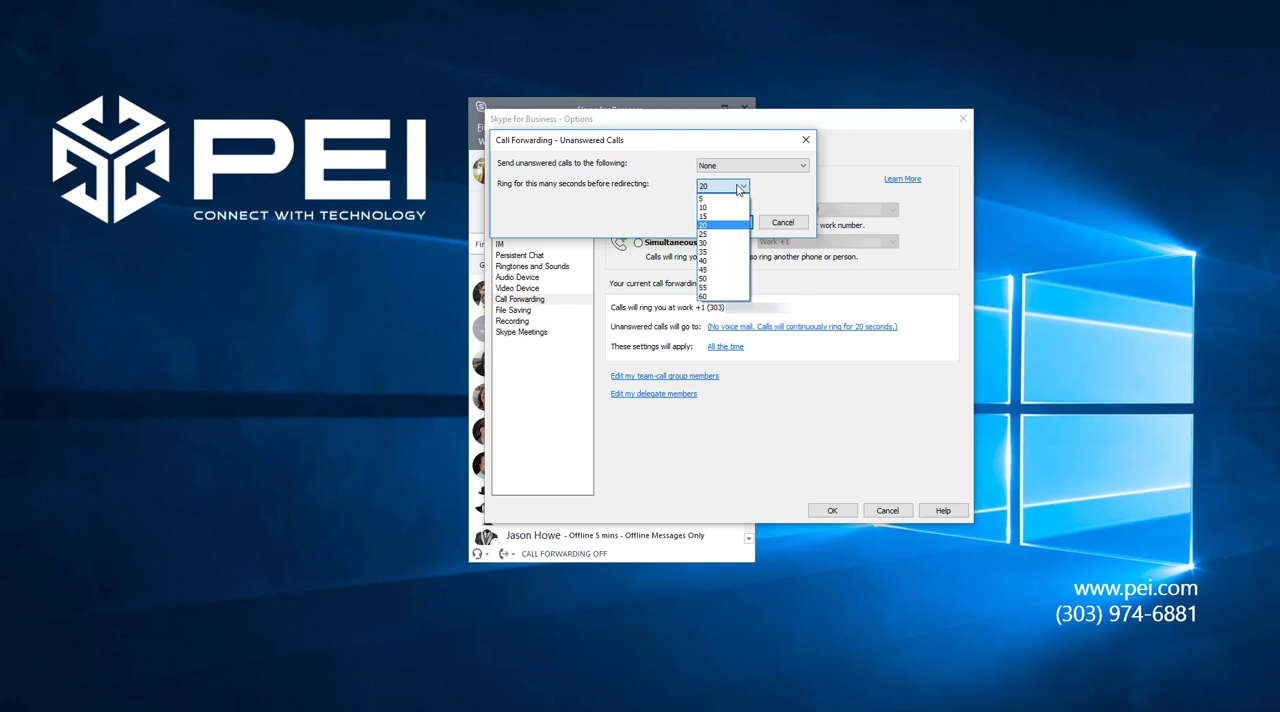 PEI
CONNECT WITH TECHNOLOGY
Skype for Business - Options
Call Forwarding - Unanswered Calls
Send unanswered calls to the following:
None
Ring for this many seconds before redirecting:
20
5
10
15
20
25
30
35
40
45
50
55
60
Cancel
Learn More
work number.
Simultaneous
Work +1
Calls will ring you
so ring another phone or person.
IM
Persistent Chat
Ringtones and Sounds
Audio Device
Video Device
Call Forwarding
File Saving
Recording
Skype Meetings
Your current call forwarding
Calls will ring you at work +1 (303)
Unanswered calls will go to: (No voice mail. Calls will continuously ring for 20 seconds.)
These settings will apply: All the time
Edit my team-call group members
Edit my delegate members
OK
Cancel
Help
Jason Howe - Offline 5 mins - Offline Messages Only
CALL FORWARDING OFF
www.pei.com
(303) 974-6881